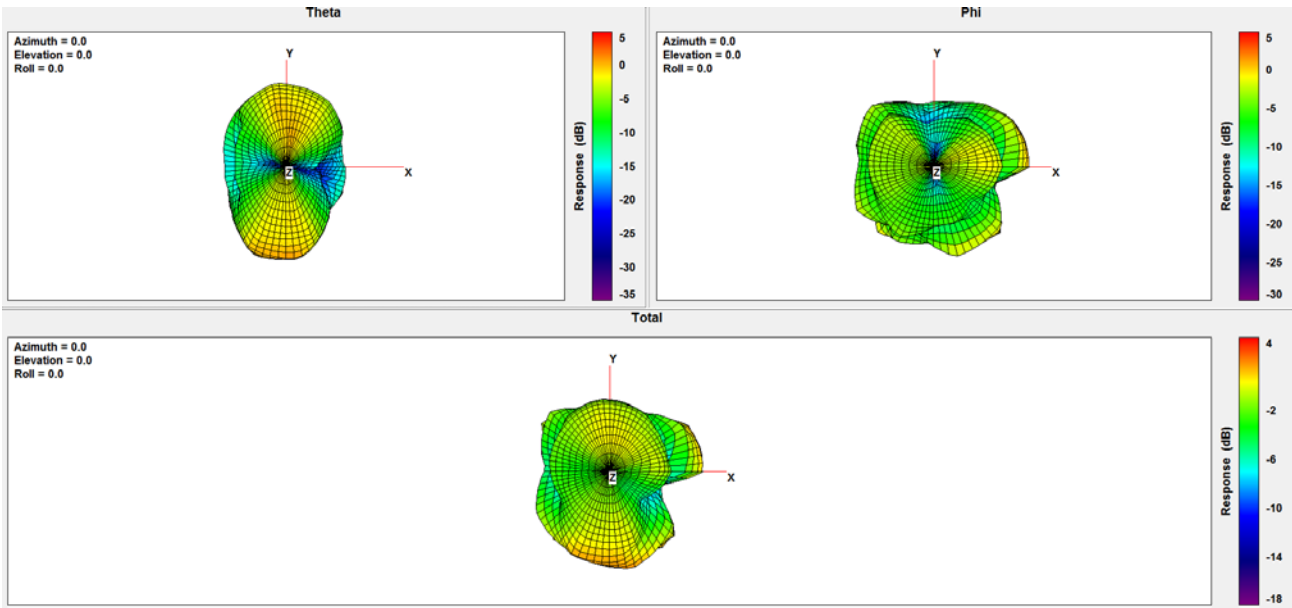 Theta
Azimuth = 0.0
Elevation = 0.0
Roll = 0.0
Y
X
Z
5
0
-5
-10
-15
-20
-25
-30
-35
Response (dB)
Phi
Azimuth = 0.0
Elevation = 0.0
Roll = 0.0
Y
X
Z
5
0
-5
-10
-15
-20
-25
-30
Response (dB)
Total
Azimuth = 0.0
Elevation = 0.0
Roll = 0.0
Y
X
Z
4
-2
-6
-10
-14
-18
Response (dB)